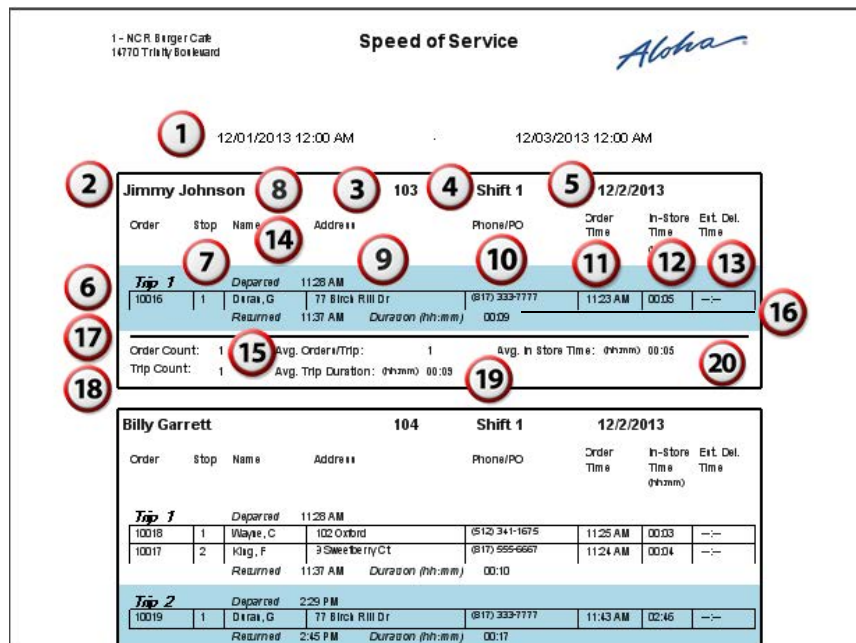 1 - NCR Burger Café
14770 Trinity Boulevard
Speed of Service
Aloha
1 12/01/2013 12:00 AM - 12/03/2013 12:00 AM
2 Jimmy Johnson 8 3 103 4 Shift 1 5 12/2/2013
Order Stop Name Address Phone/PO Order Time In-Store Time Est. Del. Time
14
7 9 10 11 12 13
Trip 1 Departed 11:28 AM
6 10016 1 Duran, G 77 Birch Rill Dr (817) 333-7777 11:23 AM 00:05 --:--
Returned 11:37 AM Duration (hh:mm) 00:09 16
17
Order Count: 1 15 Avg. Orders/Trip: 1 Avg. In Store Time: (hh:mm) 00:05 20
18 Trip Count: 1 Avg. Trip Duration: (hh:mm) 00:09 19
Billy Garrett 104 Shift 1 12/2/2013
Order Stop Name Address Phone/PO Order Time In-Store Time (hh:mm) Est. Del. Time
Trip 1 Departed 11:28 AM
10018 1 Wayne, C 102 Oxford (512) 341-1675 11:25 AM 00:03 --:--
10017 2 King, F 9 Sweetberry Ct (817) 555-6667 11:24 AM 00:04 --:--
Returned 11:37 AM Duration (hh:mm) 00:10
Trip 2 Departed 2:29 PM
10019 1 Duran, G 77 Birch Rill Dr (817) 333-7777 11:43 AM 02:46 --:--
Returned 2:45 PM Duration (hh:mm) 00:17